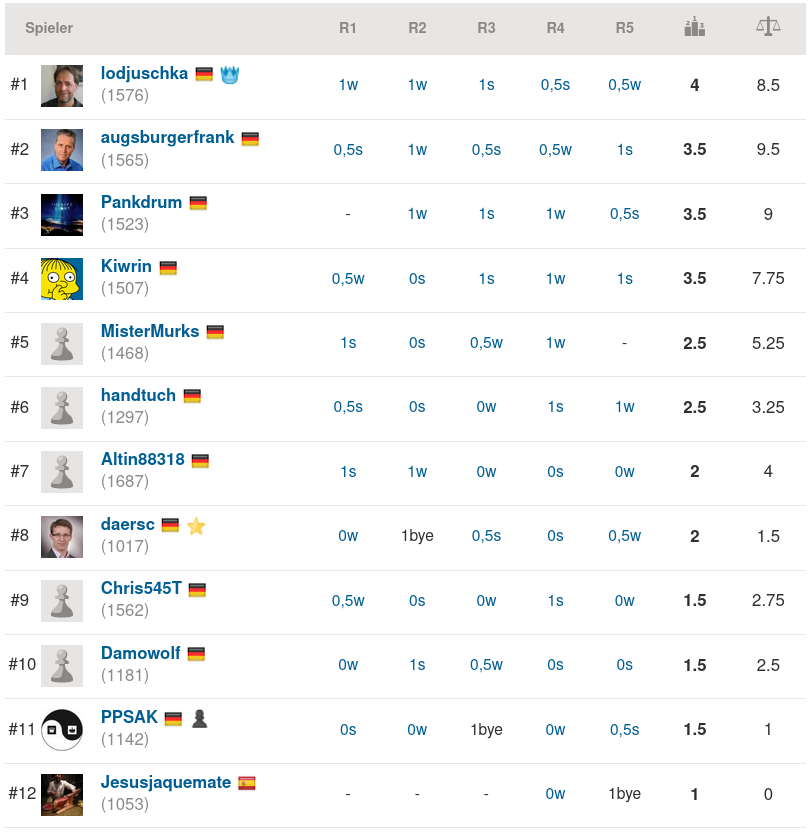 Spieler R1 R2 R3 R4 R5
#1 lodjuschka 1w 1w 1s 0,5s 0,5w 4 8.5
(1576)
#2 augsburgerfrank 0,5s 1w 0,5s 0,5w 1s 3.5 9.5
(1565)
#3 Pankdrum - 1w 1s 1w 0,5s 3.5 9
(1523)
#4 Kiwrin 0,5w 0s 1s 1w 1s 3.5 7.75
(1507)
#5 MisterMurks 1s 0s 0,5w 1w - 2.5 5.25
(1468)
#6 handtuch 0,5s 0s 0w 1s 1w 2.5 3.25
(1297)
#7 Altin88318 1s 1w 0w 0s 0w 2 4
(1687)
#8 daersc 0w 1bye 0,5s 0s 0,5w 2 1.5
(1017)
#9 Chris545T 0,5w 0s 0w 1s 0w 1.5 2.75
(1562)
#10 Damowolf 0w 1s 0,5w 0s 0s 1.5 2.5
(1181)
#11 PPSAK 0s 0w 1bye 0w 0,5s 1.5 1
(1142)
#12 Jesusjaquemate - - - 0w 1bye 1 0
(1053)